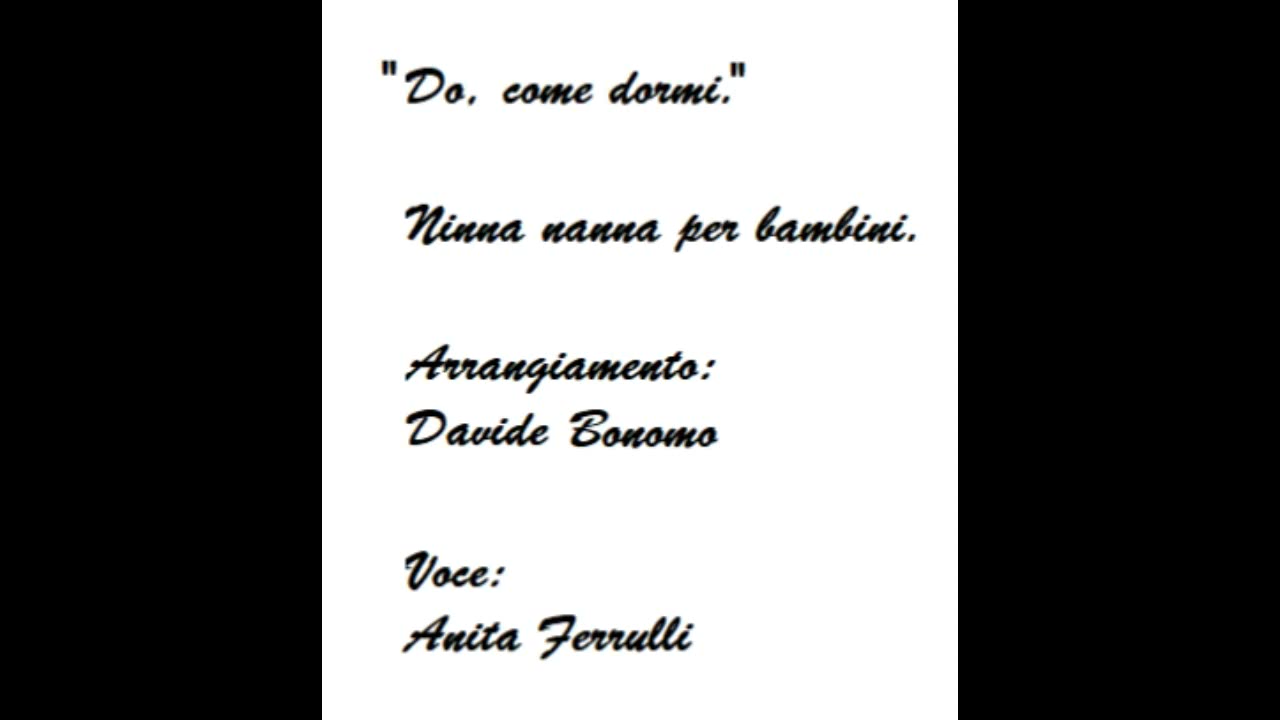 "Do, come dormi."
Ninna nanna per bambini.
Arrangiamento:
Davide Bonomo
Voce:
Anita Ferrulli